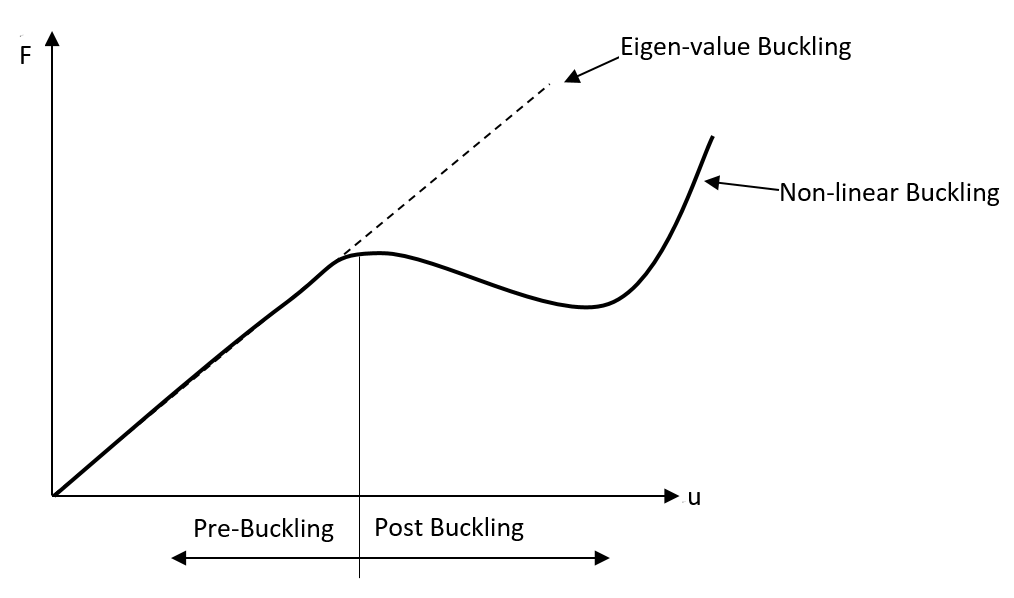 Eigen-value Buckling
F
Non-linear Buckling
u
Pre-Buckling
Post Buckling